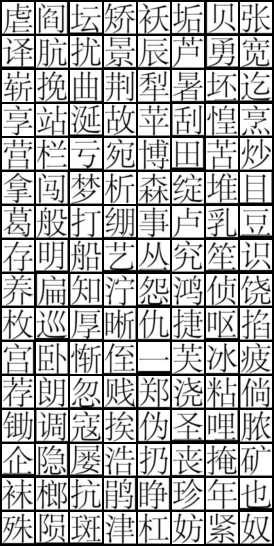 虐阎坛矫袄垢贝张
译肮扰景辰芦勇宽
崭挽曲荆犁暑坯迄
享站涎故苹刮惶烹
营栏亏宛博田苦炒
拿闯梦析森绽堆目
葛般打绷事卢乳豆
存明船艺丛究笙识
养扁知泞怨鸿侦饶
枚巡厚晰仇捷呕掐
宫卧惭侄一芙冰疲
荐朗忽贱郑浇粘倘
锄调寇挨伪圣哩脓
企隐屡浩扔丧掩矿
袜榔抗鹃睁珍年也
殊陨斑津杠妨紧奴